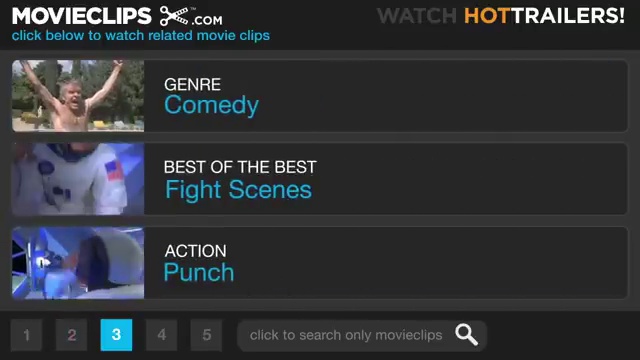 MOVIECLIPS .COM
WATCH HOTTRAILERS!
click below to watch related movie clips
GENRE
Comedy
BEST OF THE BEST
Fight Scenes
ACTION
Punch
1 2 3 4 5 click to search only movieclips